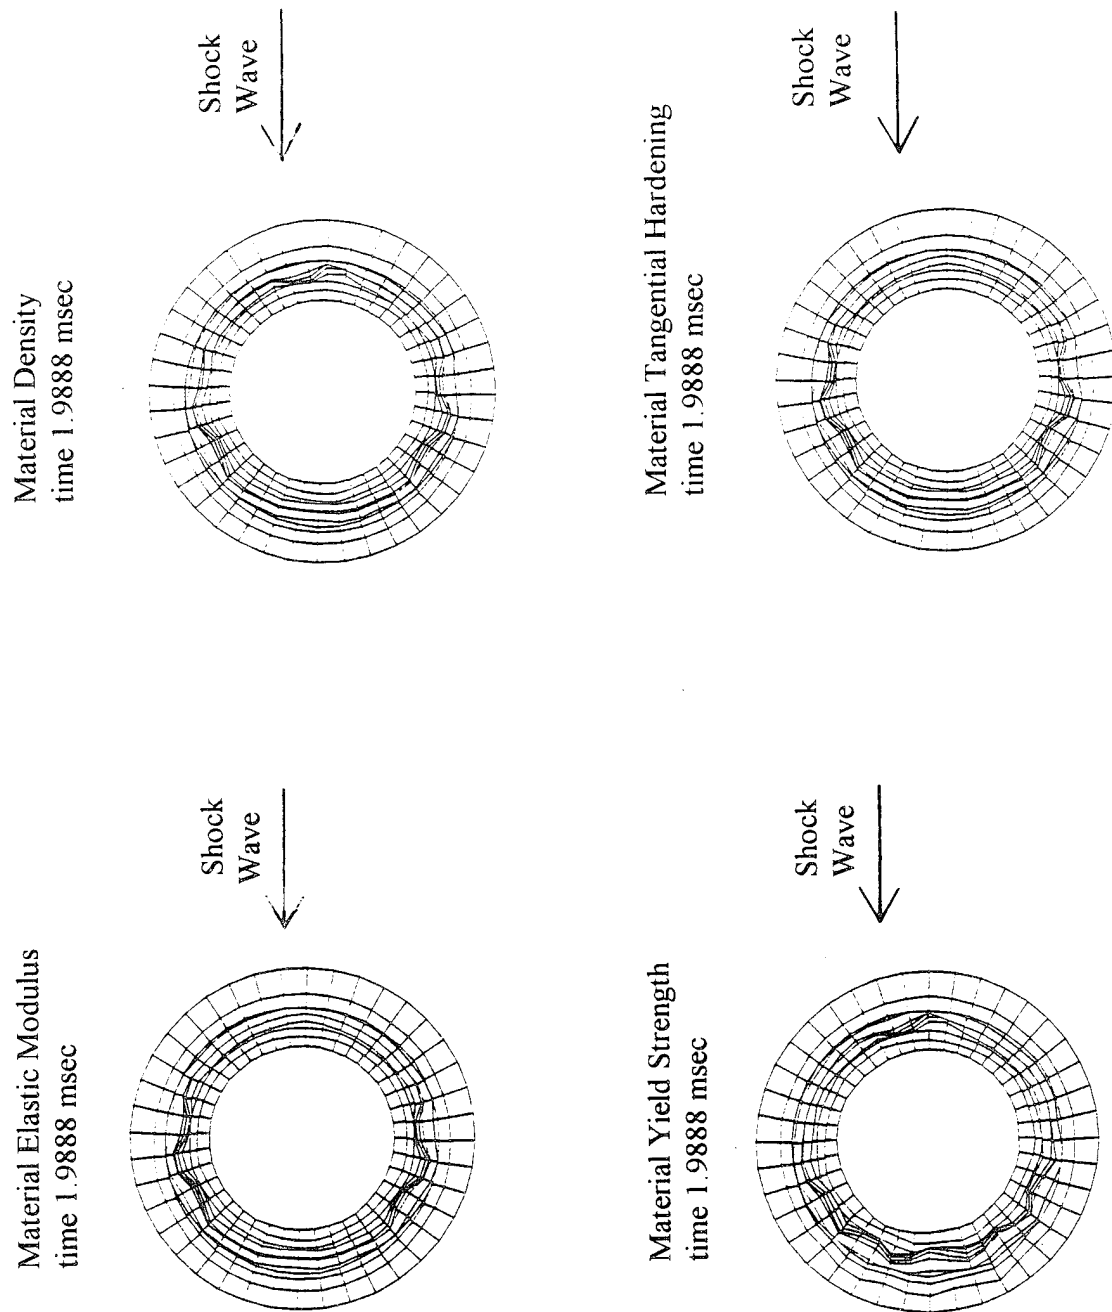 Material Elastic Modulus
time 1.9888 msec
Shock
Wave
Material Density
time 1.9888 msec
Shock
Wave
Material Yield Strength
time 1.9888 msec
Shock
Wave
Material Tangential Hardening
time 1.9888 msec
Shock
Wave